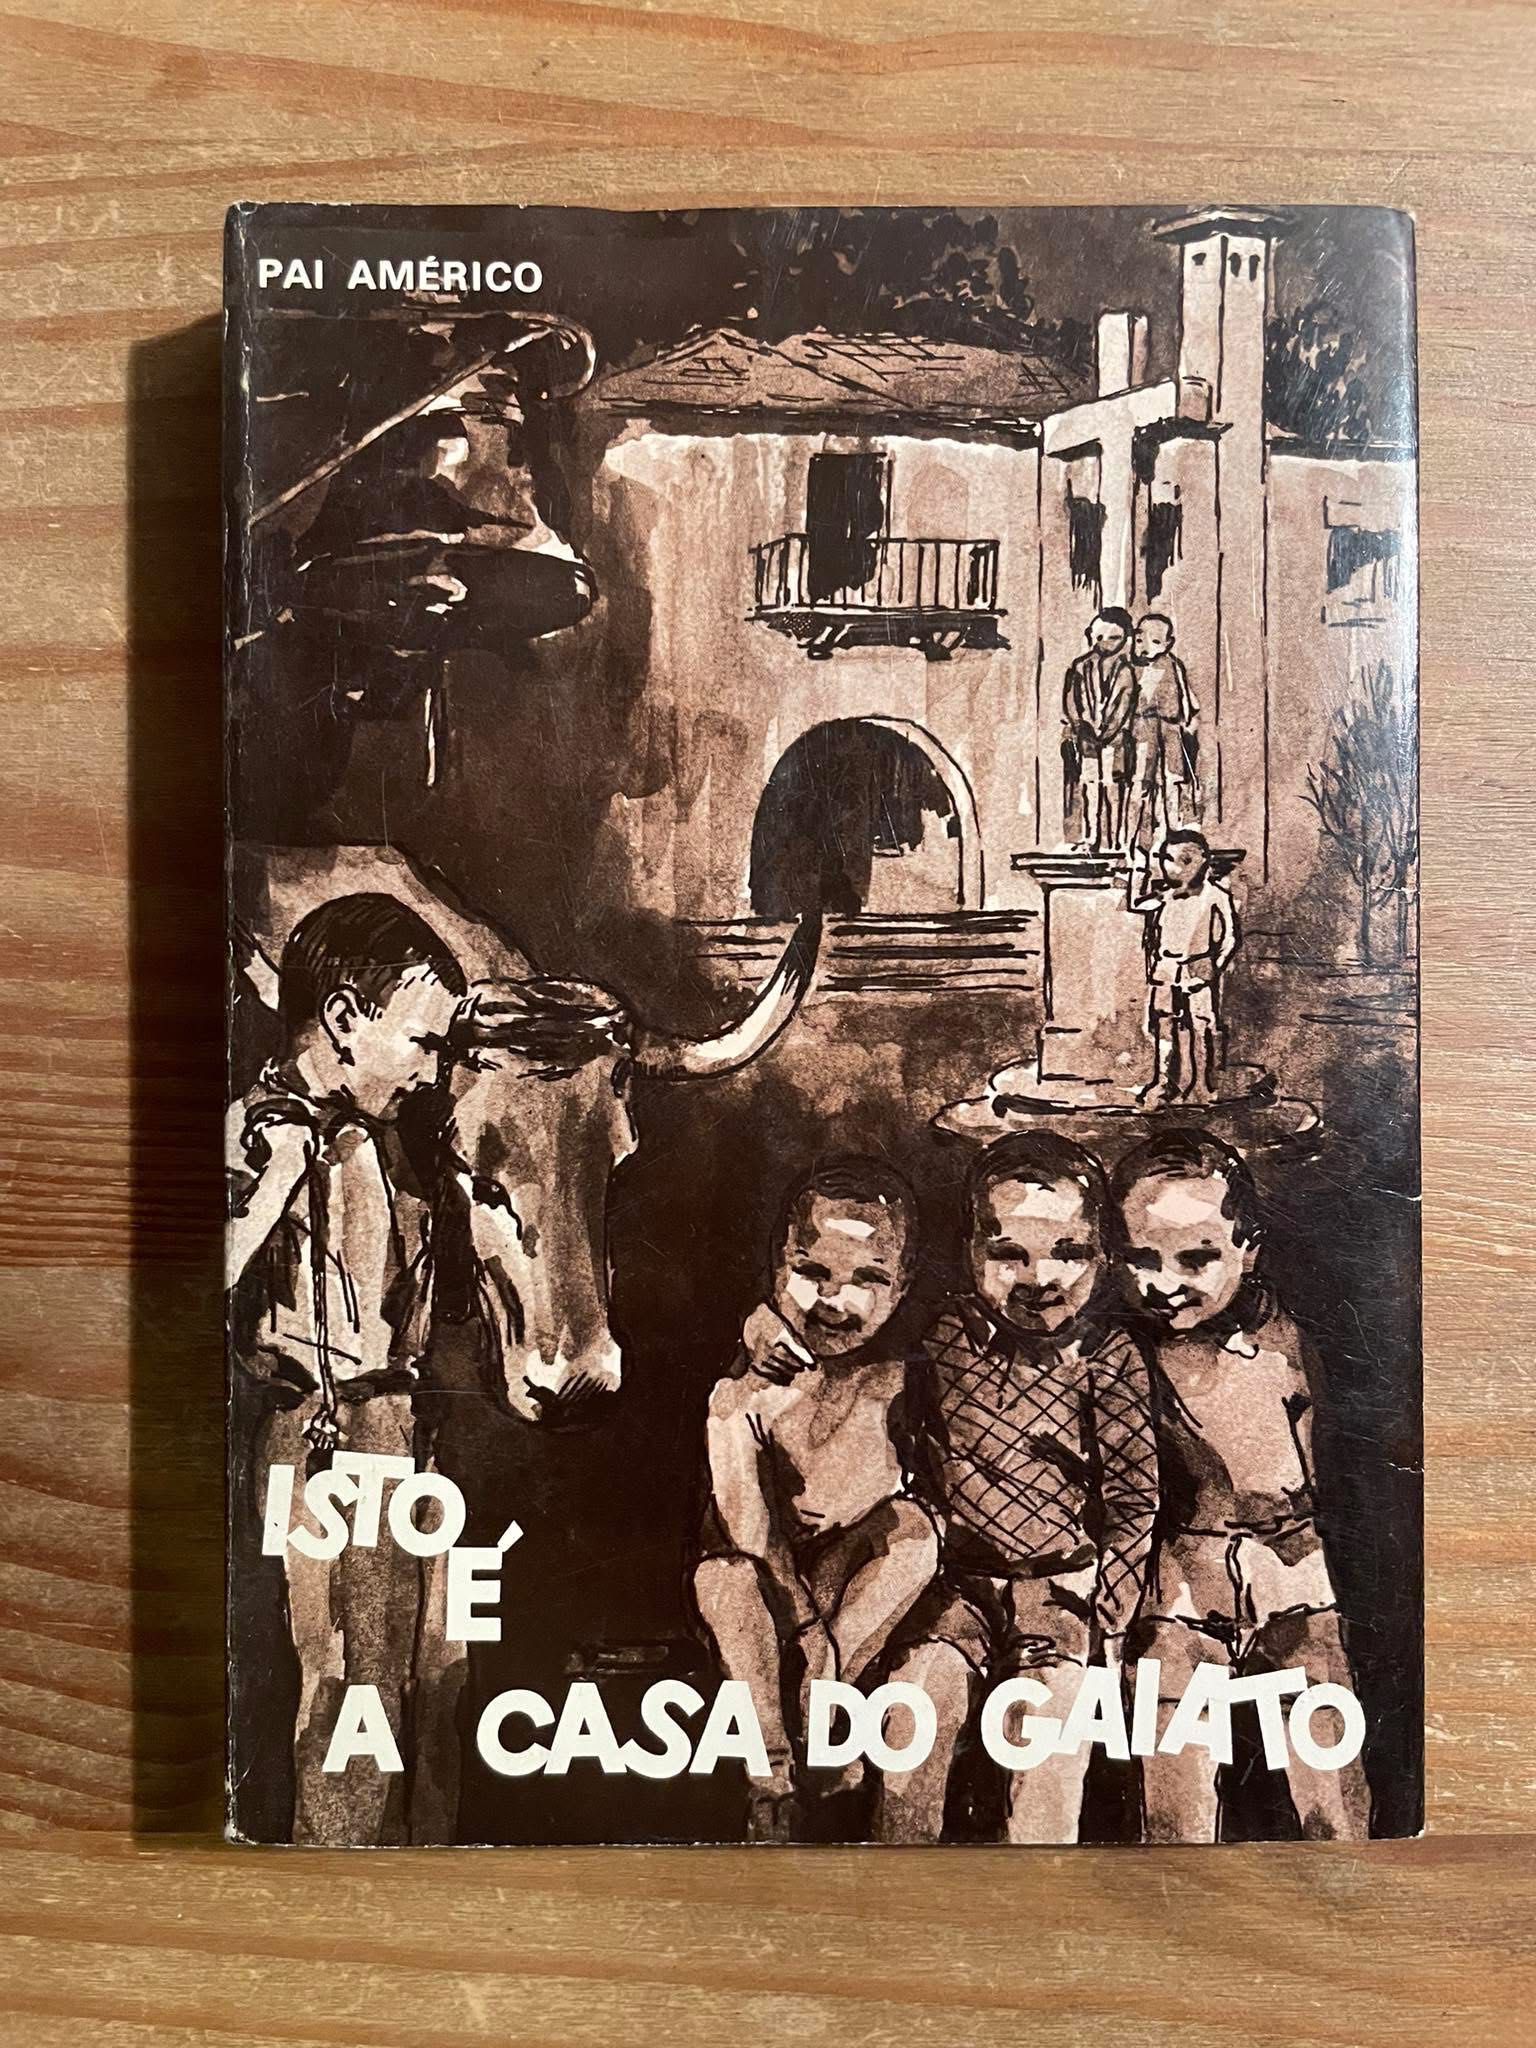 PAI AMÉRICO
ISTO
É
A CASA DO GAIATO